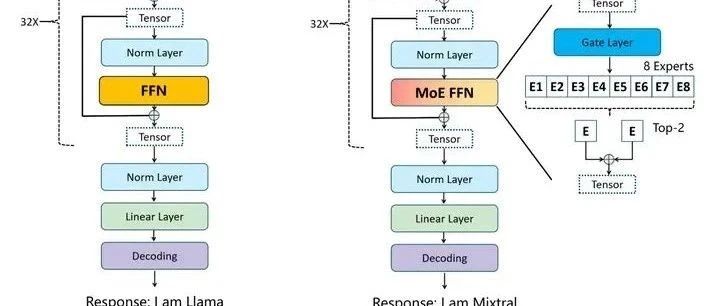 32X
Tensor
Norm Layer
FFN
Tensor
Norm Layer
Linear Layer
Decoding
Response: I am Llama
32X
Tensor
Norm Layer
MoE FFN
Tensor
Norm Layer
Linear Layer
Decoding
Response: I am Mixtral
Tensor
Gate Layer
8 Experts
E1 E2 E3 E4 E5 E6 E7 E8
E E Top-2
Tensor